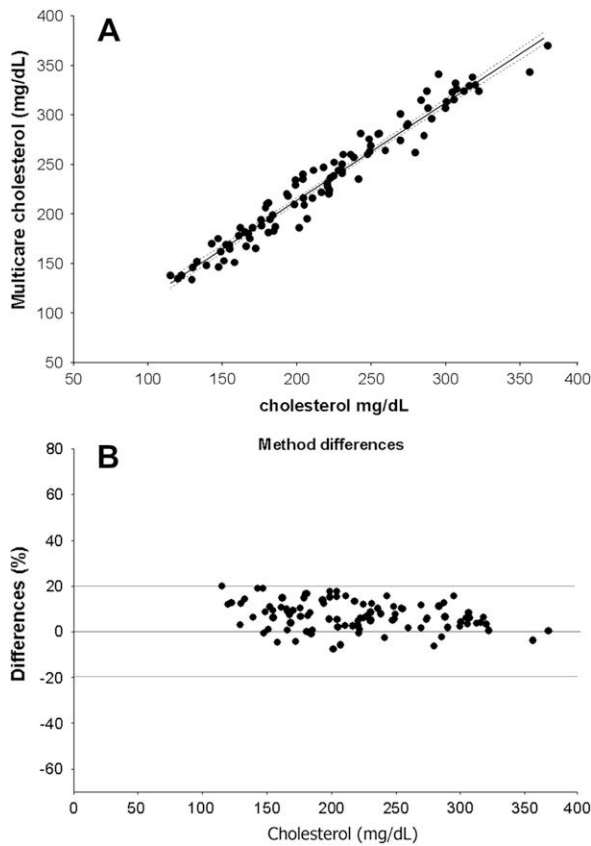 A
Multicare cholesterol (mg/dL)
400
350
300
250
200
150
100
50
50 100 150 200 250 300 350 400
cholesterol mg/dL
B
Method differences
Differences (%)
80
60
40
20
0
-20
-40
-60
0 50 100 150 200 250 300 350 400
Cholesterol (mg/dL)